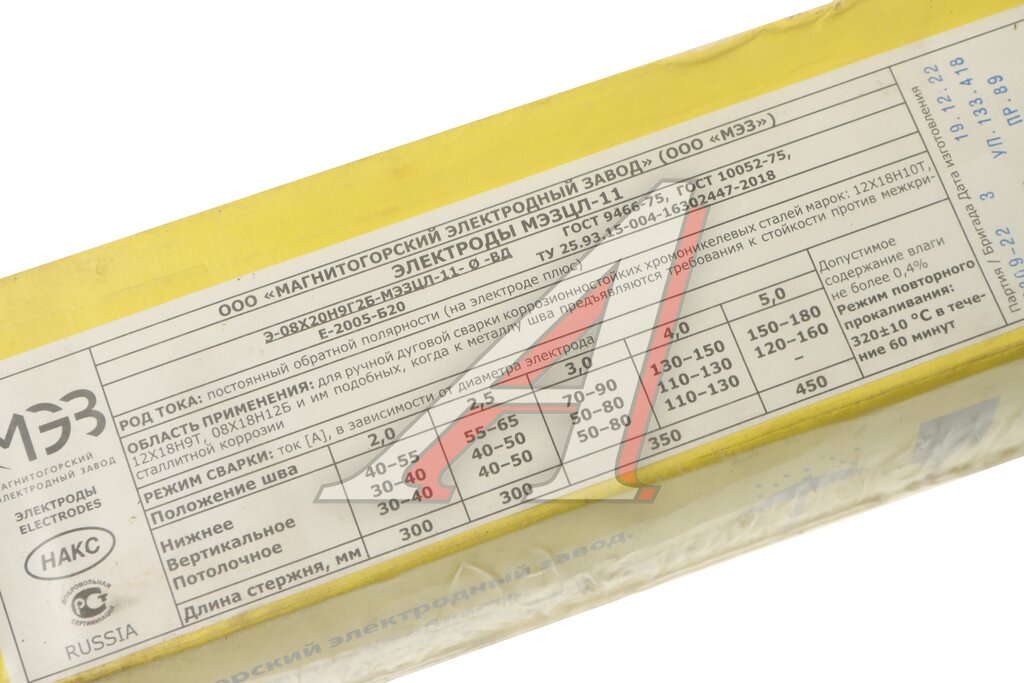 ООО «МАГНИТОГОРСКИЙ ЭЛЕКТРОДНЫЙ ЗАВОД» (ООО «МЭЗ»)
ЭЛЕКТРОДЫ МЭЗЦЛ-11
Э-08Х20Н9Г2Б-МЭЗЦЛ-11- Ø -ВД
Е-2005-Б20
ГОСТ 9466-75, ГОСТ 10052-75,
ТУ 25.93.15-004-16302447-2018
РОД ТОКА: постоянный обратной полярности (на электроде плюс)
ОБЛАСТЬ ПРИМЕНЕНИЯ: для ручной дуговой сварки коррозионностойких хромоникелевых сталей марок: 12Х18Н10Т,
12Х18Н9Т, 08Х18Н12Б и им подобных, когда к металлу шва предъявляются требования к стойкости против межкри-
сталлитной коррозии
РЕЖИМ СВАРКИ: ток [А], в зависимости от диаметра электрода
Положение шва 2,0 2,5 3,0 4,0 5,0
Нижнее 40–55 55–65 70–90 130–150 150–180
Вертикальное 30–40 40–50 50–80 110–130 120–160
Потолочное 30–40 40–50 50–80 110–130 –
Длина стержня, мм 300 300 350 450
Допустимое
содержание влаги
не более 0,4%
Режим повторного
прокаливания:
320±10 °С в тече-
ние 60 минут
Партия / Бригада Дата изготовления
3 19.12.22
УП.133.418
ПР.89
МЭЗ
МАГНИТОГОРСКИЙ
ЭЛЕКТРОДНЫЙ ЗАВОД
ЭЛЕКТРОДЫ
ELECTRODES
НАКС
ДОБРОВОЛЬНАЯ
РСТ
СЕРТИФИКАЦИЯ
RUSSIA
орский электродный завод.